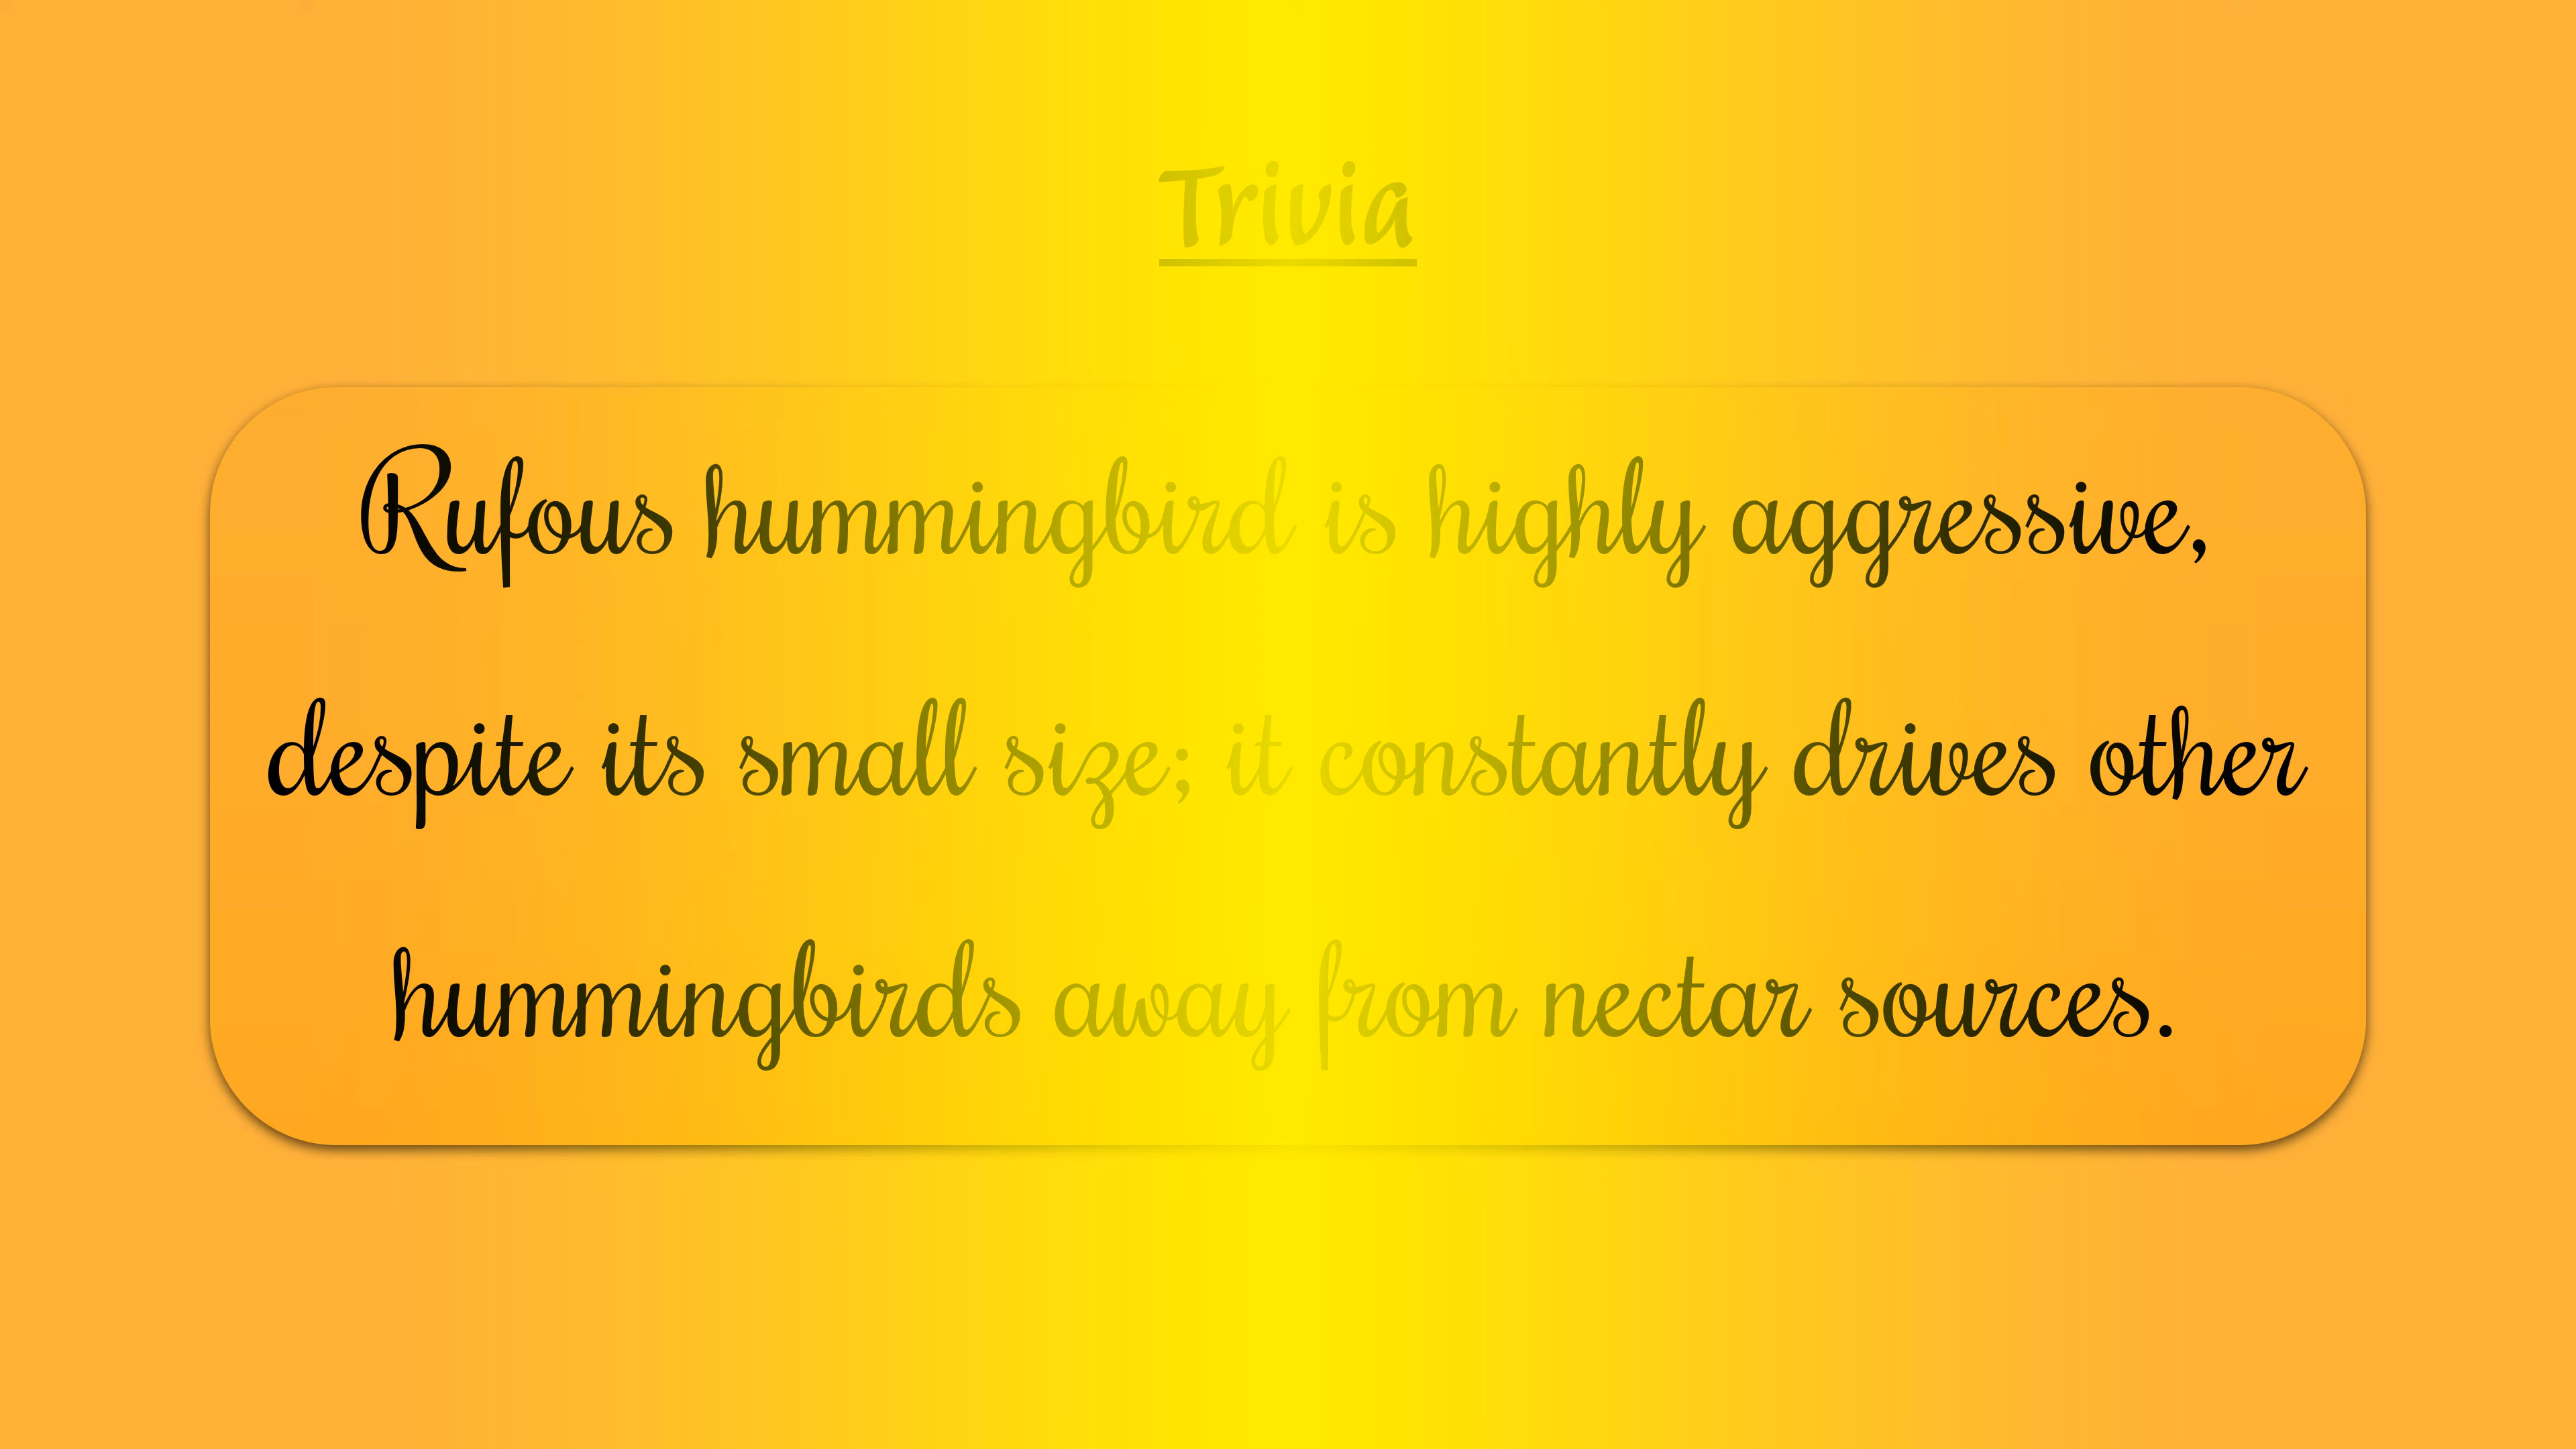 Trivia
Rufous hummingbird is highly aggressive,
despite its small size; it constantly drives other
hummingbirds away from nectar sources.